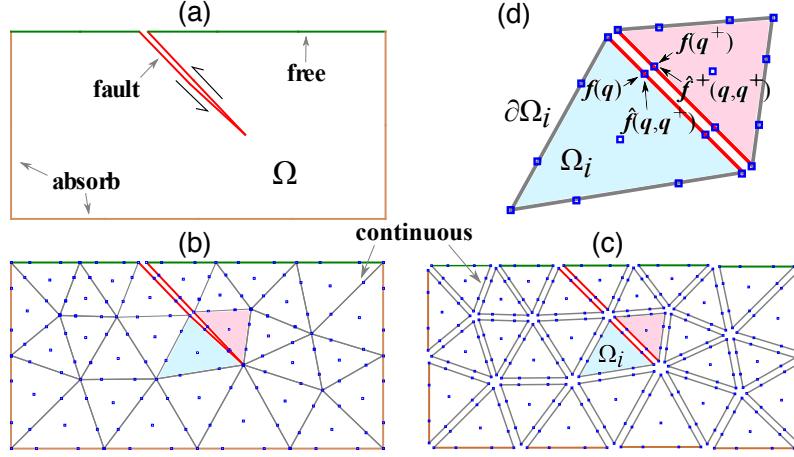 (a)
fault
free
absorb
Ω
(d)
f(q⁺)
f(q)
f̂⁺(q,q⁺)
f̂(q,q⁺)
∂Ωᵢ
Ωᵢ
continuous
(b)
(c)
Ωᵢ